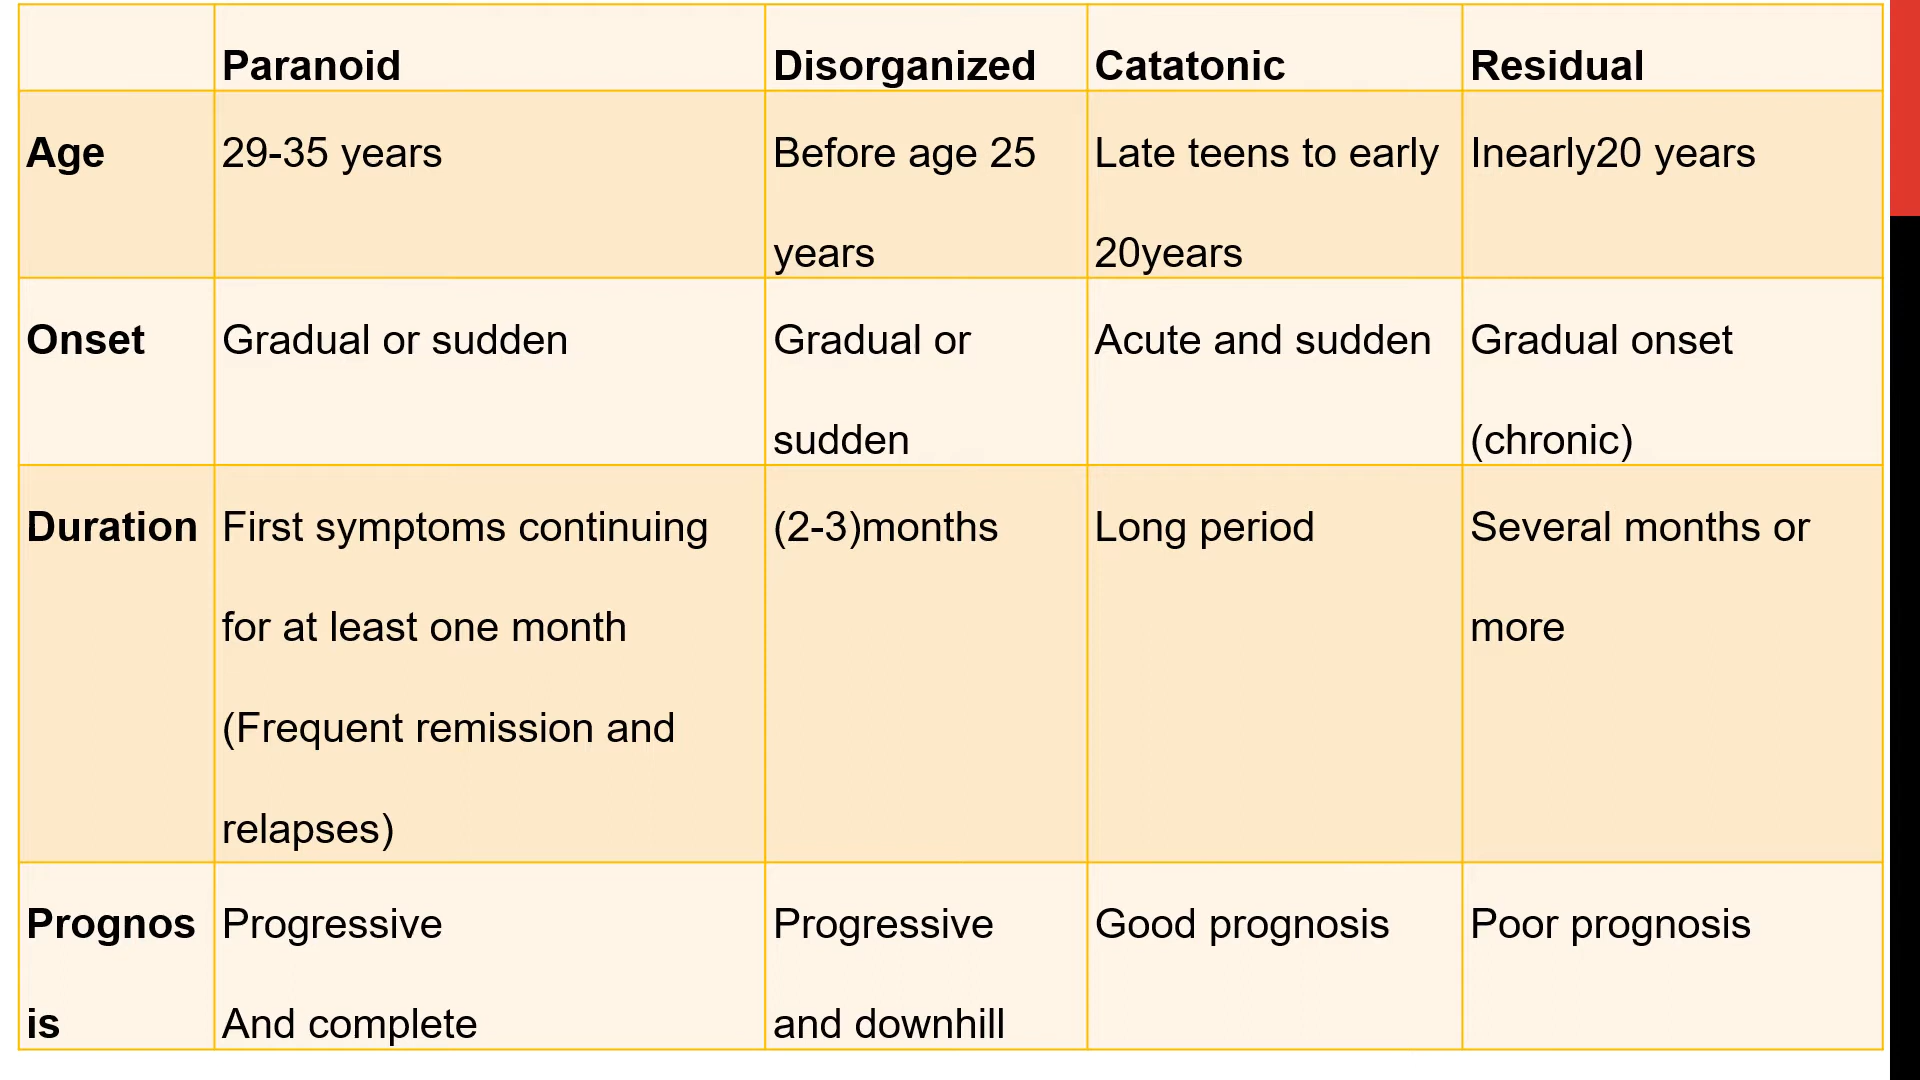 Paranoid Disorganized Catatonic Residual
Age 29-35 years Before age 25 Late teens to early Inearly20 years
years 20years
Onset Gradual or sudden Gradual or Acute and sudden Gradual onset
sudden (chronic)
Duration First symptoms continuing (2-3)months Long period Several months or
for at least one month more
(Frequent remission and
relapses)
Prognos Progressive Progressive Good prognosis Poor prognosis
is And complete and downhill